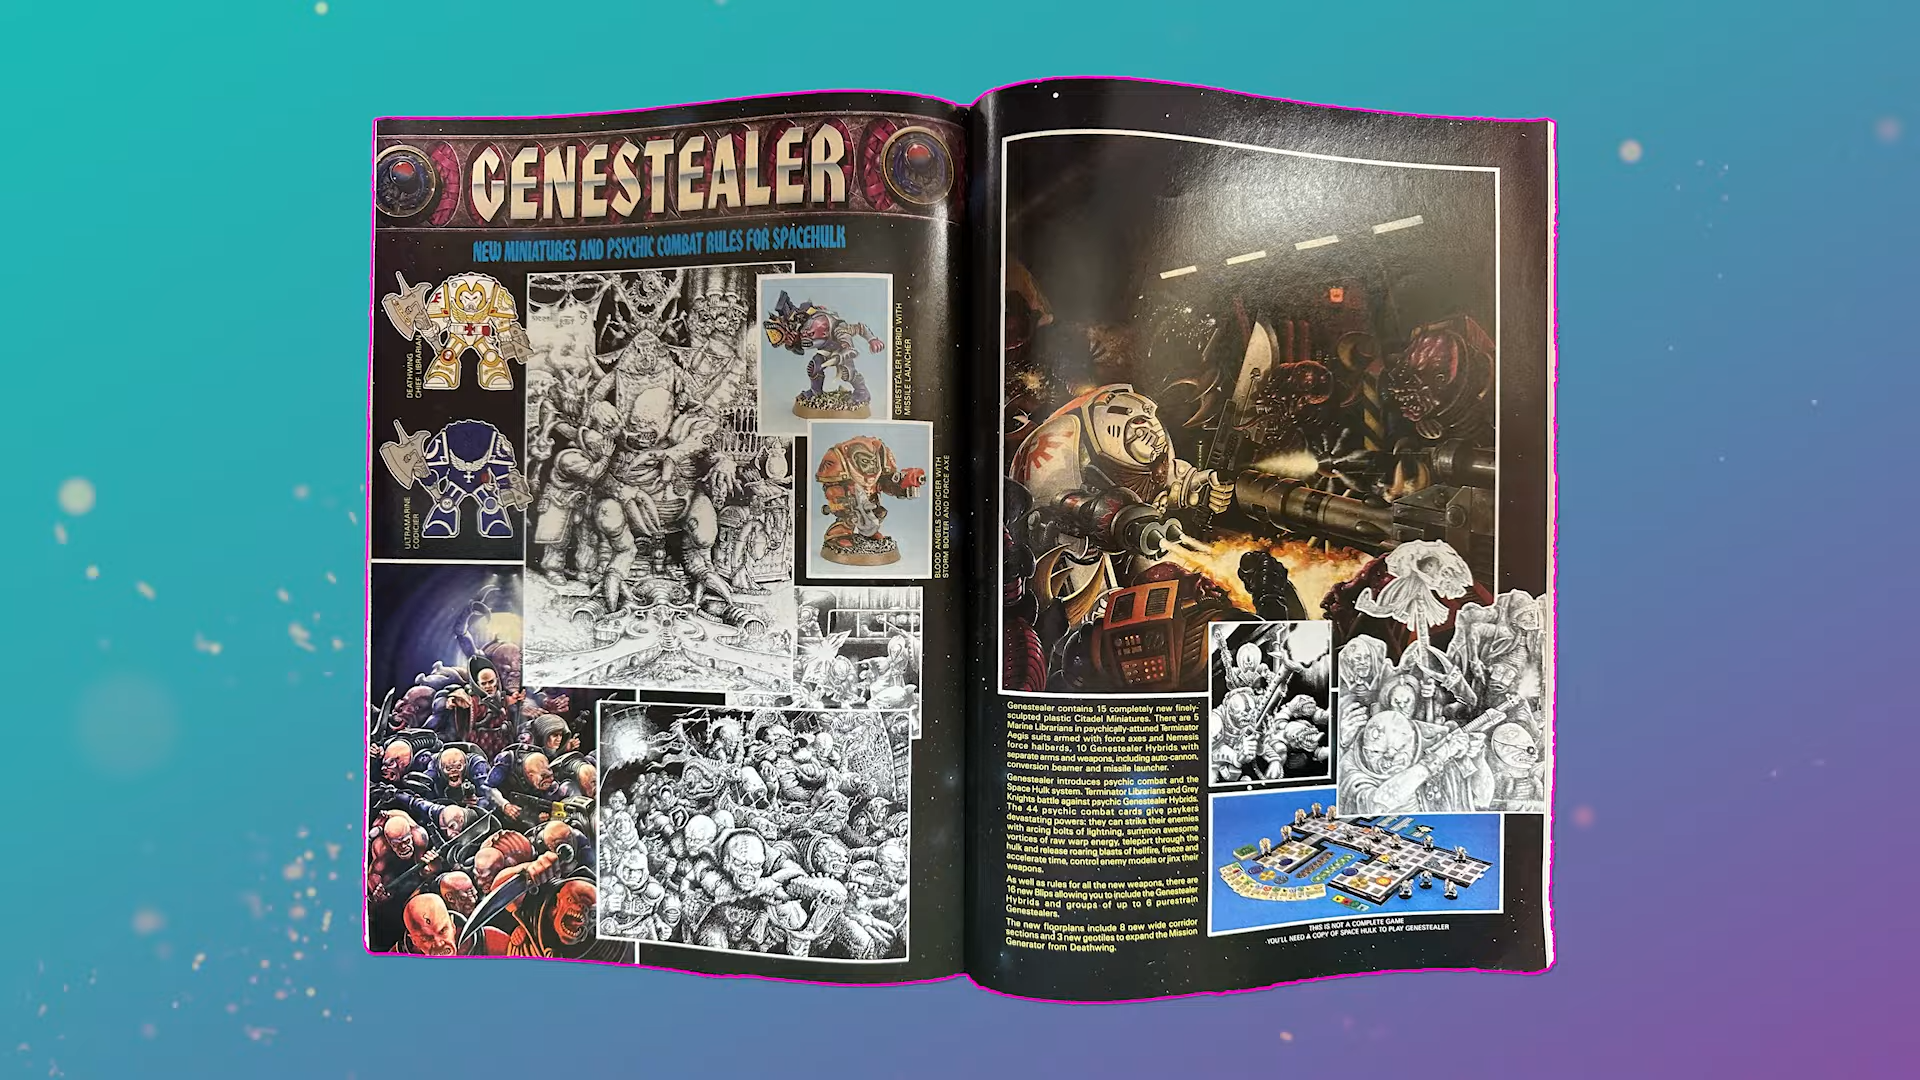 GENESTEALER
NEW MINIATURES AND PSYCHIC COMBAT RULES FOR SPACEHULK
DEATHWING
CHIEF LIBRARIAN
ULTRAMARINE
CODICIER
GENESTEALER HYBRID WITH
MISSILE LAUNCHER
BLOOD ANGELS CODICIER WITH
STORM BOLTER AND FORCE AXE
Genestealer contains 15 completely new finely-
sculpted plastic Citadel Miniatures. There are 5
Marine Librarians in psychically-attuned Terminator
Aegis suits armed with force axes and Nemesis
force halberds, 10 Genestealer Hybrids with
separate arms and weapons, including auto-cannon,
conversion beamer and missile launcher.
Genestealer introduces psychic combat and the
Space Hulk system. Terminator Librarians and Grey
Knights battle against psychic Genestealer Hybrids.
The 44 psychic combat cards give psykers
devastating powers: they can strike their enemies
with arcing bolts of lightning, summon awesome
vortices of raw warp energy, teleport through the
hulk and release roaring blasts of hellfire, freeze and
accelerate time, control enemy models or jinx their
weapons.
As well as rules for all the new weapons, there are
16 new Blips allowing you to include the Genestealer
Hybrids and groups of up to 6 purestrain
Genestealers.
The new floorplans include 8 new wide corridor
sections and 3 new geotiles to expand the Mission
Generator from Deathwing.
THIS IS NOT A COMPLETE GAME
YOU'LL NEED A COPY OF SPACE HULK TO PLAY GENESTEALER